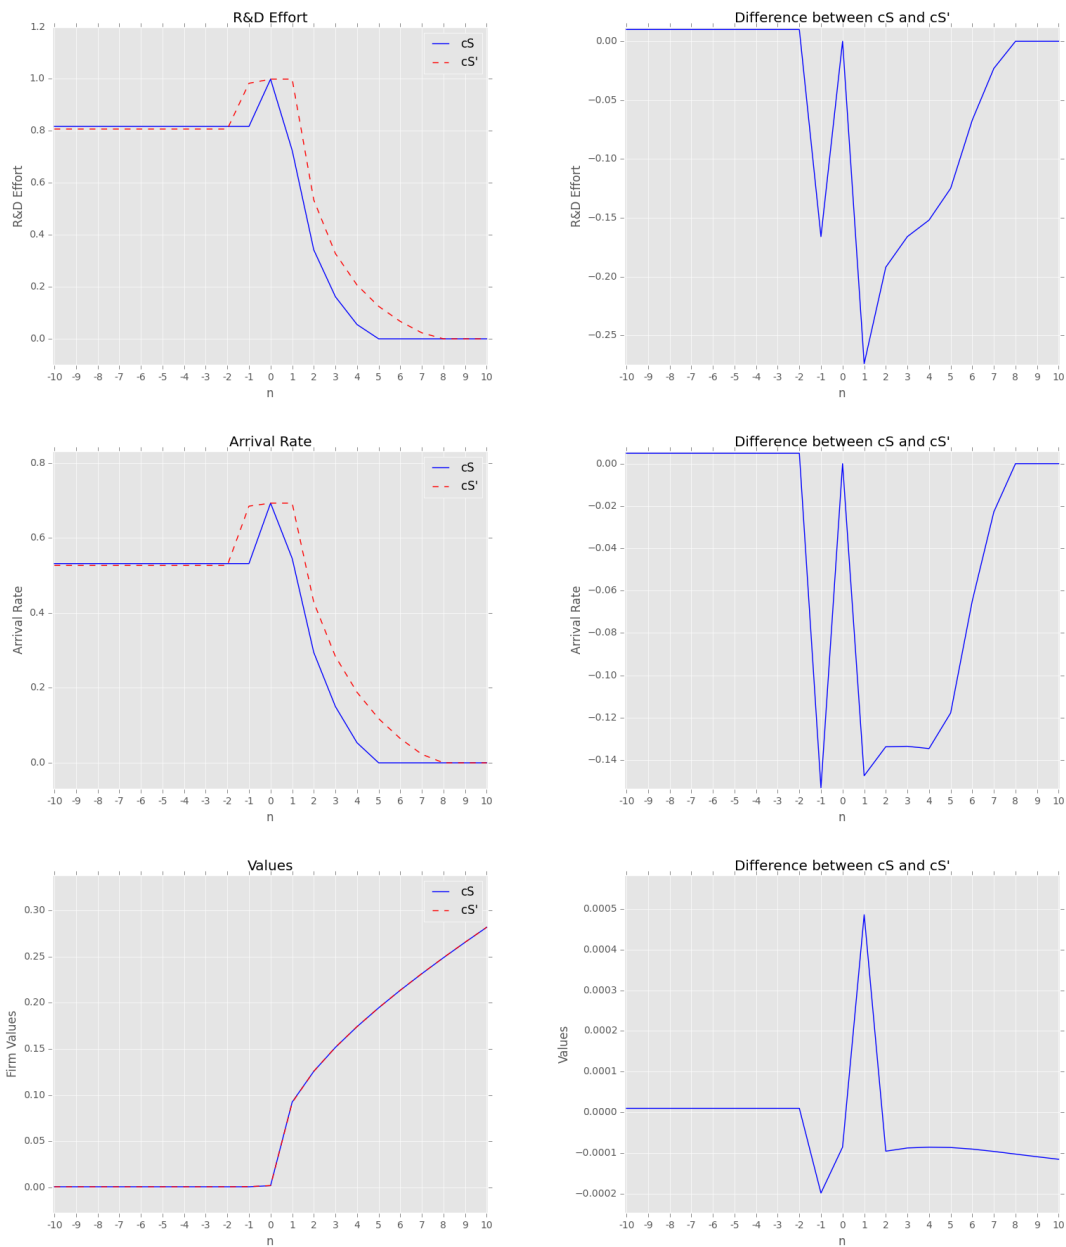 R&D Effort
1.2
1.0
0.8
0.6
0.4
0.2
0.0
R&D Effort
cS
cS'
-10 -9 -8 -7 -6 -5 -4 -3 -2 -1 0 1 2 3 4 5 6 7 8 9 10
n
Difference between cS and cS'
0.00
−0.05
−0.10
−0.15
−0.20
−0.25
R&D Effort
-10 -9 -8 -7 -6 -5 -4 -3 -2 -1 0 1 2 3 4 5 6 7 8 9 10
n
Arrival Rate
0.8
0.6
0.4
0.2
0.0
Arrival Rate
cS
cS'
-10 -9 -8 -7 -6 -5 -4 -3 -2 -1 0 1 2 3 4 5 6 7 8 9 10
n
Difference between cS and cS'
0.00
−0.02
−0.04
−0.06
−0.08
−0.10
−0.12
−0.14
Arrival Rate
-10 -9 -8 -7 -6 -5 -4 -3 -2 -1 0 1 2 3 4 5 6 7 8 9 10
n
Values
0.30
0.25
0.20
0.15
0.10
0.05
0.00
Firm Values
cS
cS'
-10 -9 -8 -7 -6 -5 -4 -3 -2 -1 0 1 2 3 4 5 6 7 8 9 10
n
Difference between cS and cS'
0.0005
0.0004
0.0003
0.0002
0.0001
0.0000
−0.0001
−0.0002
Values
-10 -9 -8 -7 -6 -5 -4 -3 -2 -1 0 1 2 3 4 5 6 7 8 9 10
n